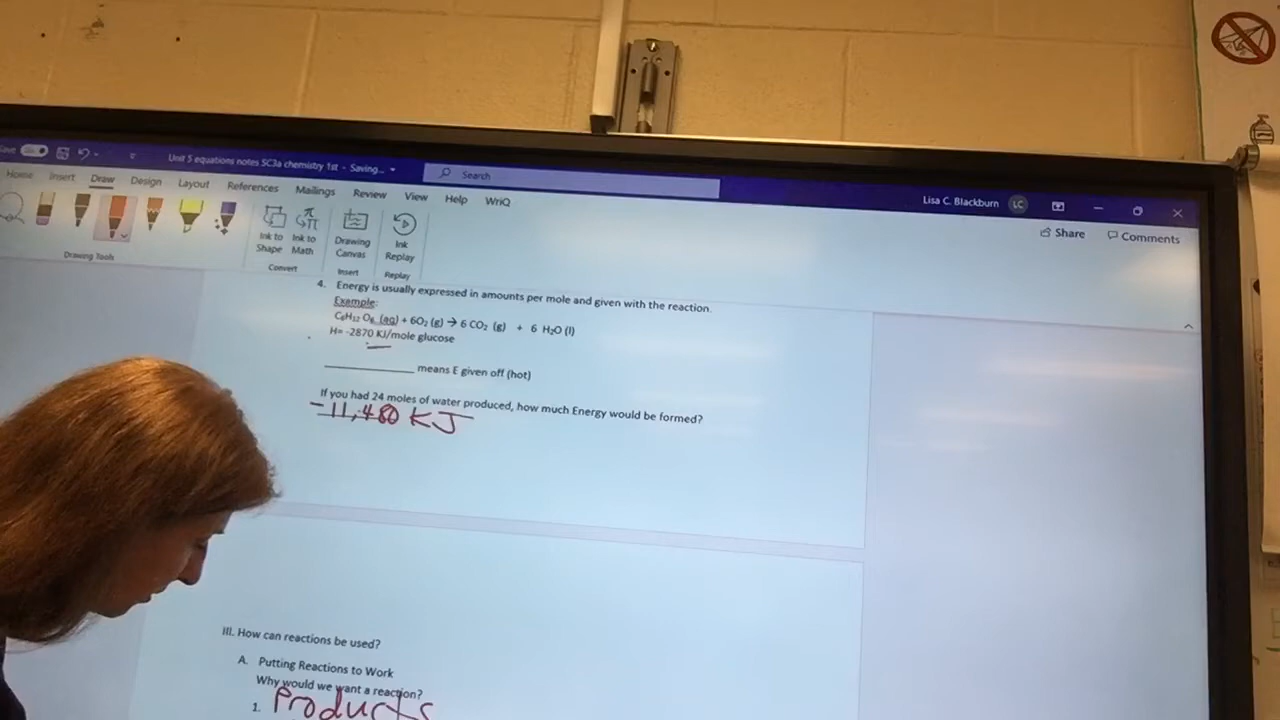 Save On Unit 5 equations notes SC3a chemistry 1st - Saving... Search Lisa C. Blackburn LC
Home Insert Draw Design Layout References Mailings Review View Help WriQ
Share Comments
Ink to Shape Ink to Math Drawing Canvas Ink Replay
Drawing Tools Convert Insert Replay
4. Energy is usually expressed in amounts per mole and given with the reaction.
Example:
C₆H₁₂ O₆ (aq) + 6O₂ (g) → 6 CO₂ (g) + 6 H₂O (l)
H= -2870 KJ/mole glucose
______________ means E given off (hot)
If you had 24 moles of water produced, how much Energy would be formed?
-11,480 KJ
III. How can reactions be used?
A. Putting Reactions to Work
Why would we want a reaction?
1. Products